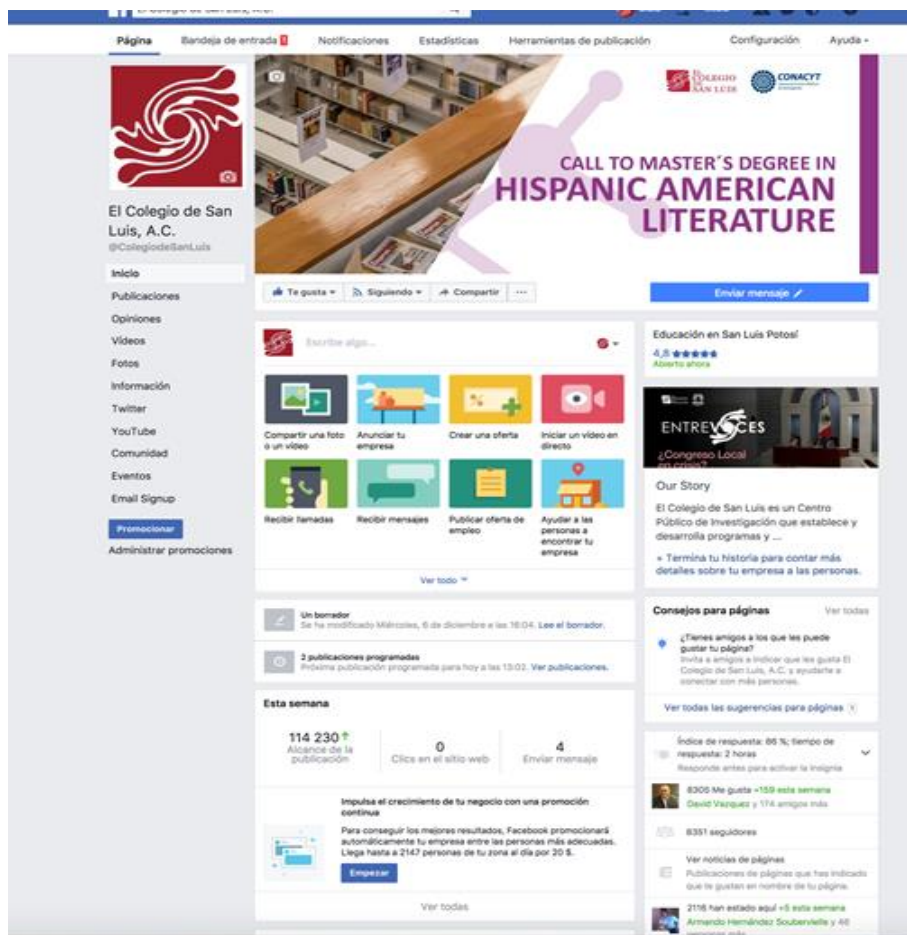 El Colegio de San Luis, A.C.
Página
Bandeja de entrada
Notificaciones
Estadísticas
Herramientas de publicación
Configuración
Ayuda
EL COLEGIO DE SAN LUIS
CONACYT
CALL TO MASTER´S DEGREE IN
HISPANIC AMERICAN
LITERATURE
El Colegio de San
Luis, A.C.
@ColegiodeSanLuis
Inicio
Publicaciones
Opiniones
Vídeos
Fotos
Información
Twitter
YouTube
Comunidad
Eventos
Email Signup
Promocionar
Administrar promociones
Te gusta
Siguiendo
Compartir
Enviar mensaje
Escribe algo...
Compartir una foto
o un vídeo
Anunciar tu
empresa
Crear una oferta
Iniciar un vídeo en
directo
Recibir llamadas
Recibir mensajes
Publicar oferta de
empleo
Ayudar a las
personas a
encontrar tu
empresa
Ver todo
Un borrador
Se ha modificado Miércoles, 6 de diciembre a las 16:04. Lee el borrador.
2 publicaciones programadas
Próxima publicación programada para hoy a las 13:02. Ver publicaciones.
Esta semana
114 230
Alcance de la
publicación
0
Clics en el sitio web
4
Enviar mensaje
Impulsa el crecimiento de tu negocio con una promoción
continua
Para conseguir los mejores resultados, Facebook promocionará
automáticamente tu empresa entre las personas más adecuadas.
Llega hasta a 2147 personas de tu zona al día por 20 $.
Empezar
Ver todas
Educación en San Luis Potosí
4,8
Abierto ahora
ENTREVOCES
¿Congreso Local
en crisis?
Our Story
El Colegio de San Luis es un Centro
Público de Investigación que establece y
desarrolla programas y ...
+ Termina tu historia para contar más
detalles sobre tu empresa a las personas.
Consejos para páginas
Ver todas
¿Tienes amigos a los que les puede
gustar tu página?
Invita a amigos a indicar que les gusta El
Colegio de San Luis, A.C. y ayudarte a
conectar con más personas.
Ver todas las sugerencias para páginas
Índice de respuesta: 86 %; tiempo de
respuesta: 2 horas
Responde antes para activar la insignia
8305 Me gusta +159 esta semana
David Vazquez y 174 amigos más
8351 seguidores
Ver noticias de páginas
Publicaciones de páginas que has indicado
que te gustan en nombre de tu página.
2116 han estado aquí +5 esta semana
Armando Hernández Soubervielle y 46